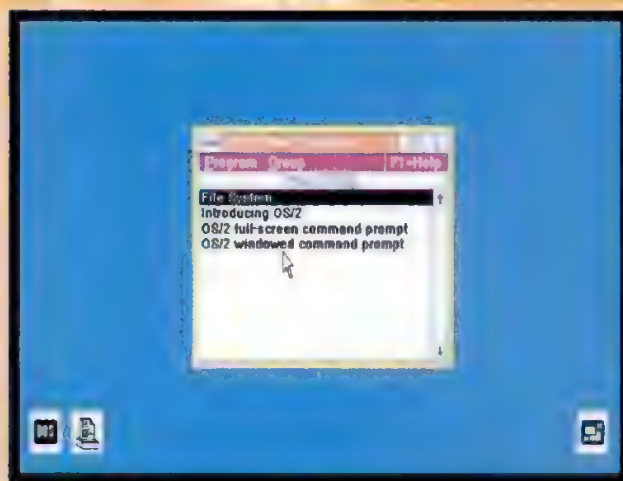 Program Group F1=Help
File System
Introducing OS/2
OS/2 full-screen command prompt
OS/2 windowed command prompt